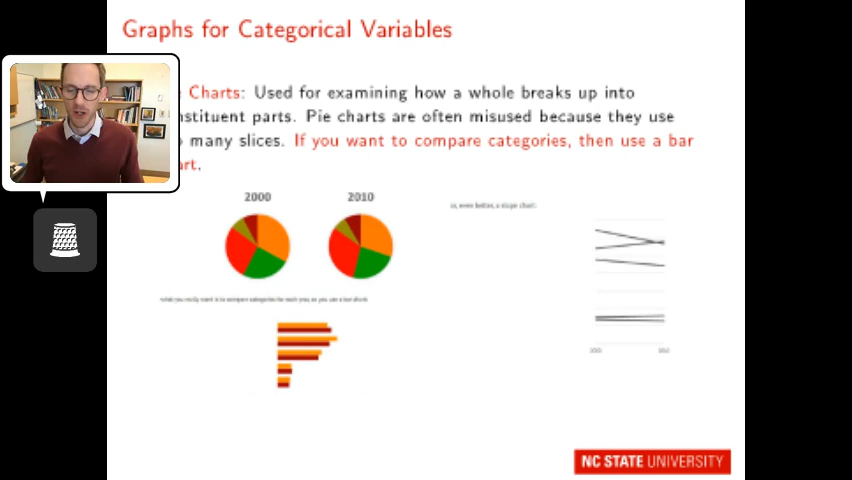 Graphs for Categorical Variables
Charts: Used for examining how a whole breaks up into
nstituent parts. Pie charts are often misused because they use
many slices. If you want to compare categories, then use a bar
art.
2000
2010
or, even better, a slope chart:
what you really want is to compare categories for each year, so you use a bar chart:
NC STATE UNIVERSITY